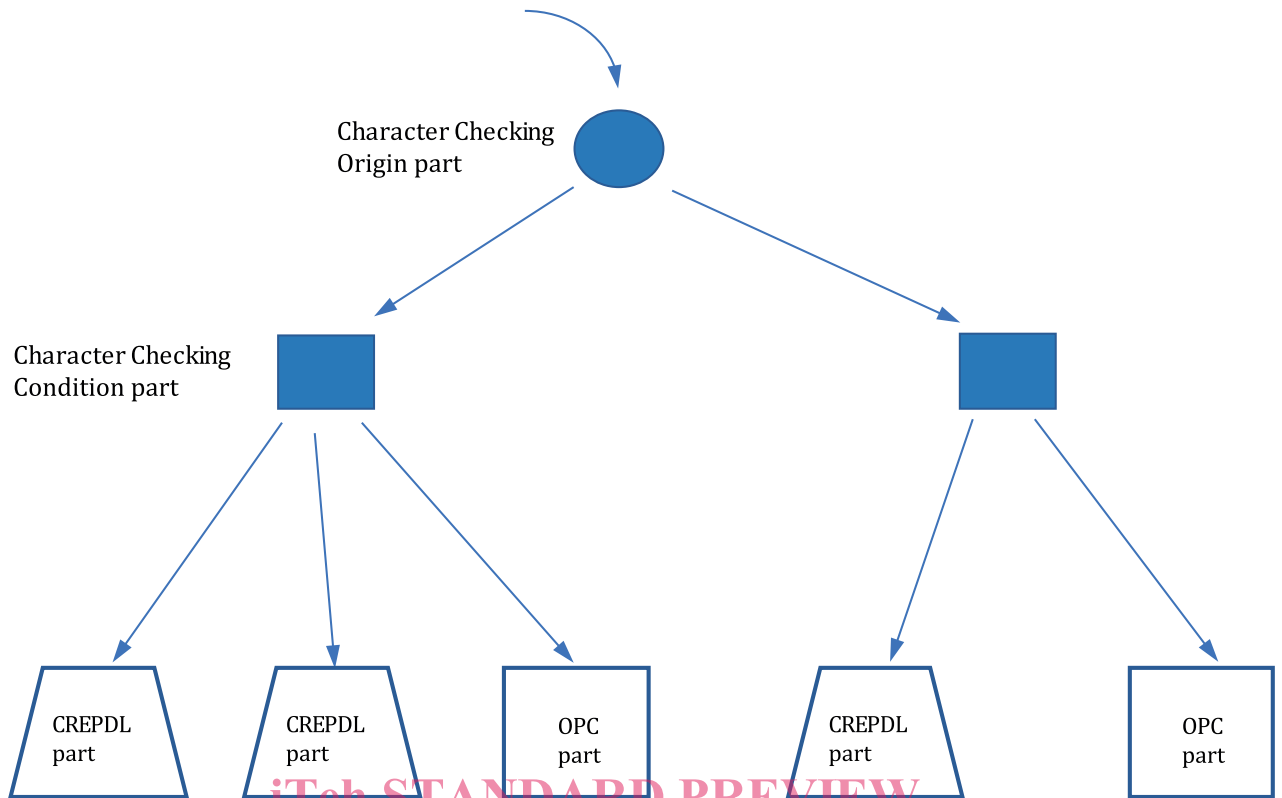 Character Checking
Origin part
Character Checking
Condition part
CREPDL
part
CREPDL
part
OPC
part
CREPDL
part
OPC
part
iTeh STANDARD PREVIEW